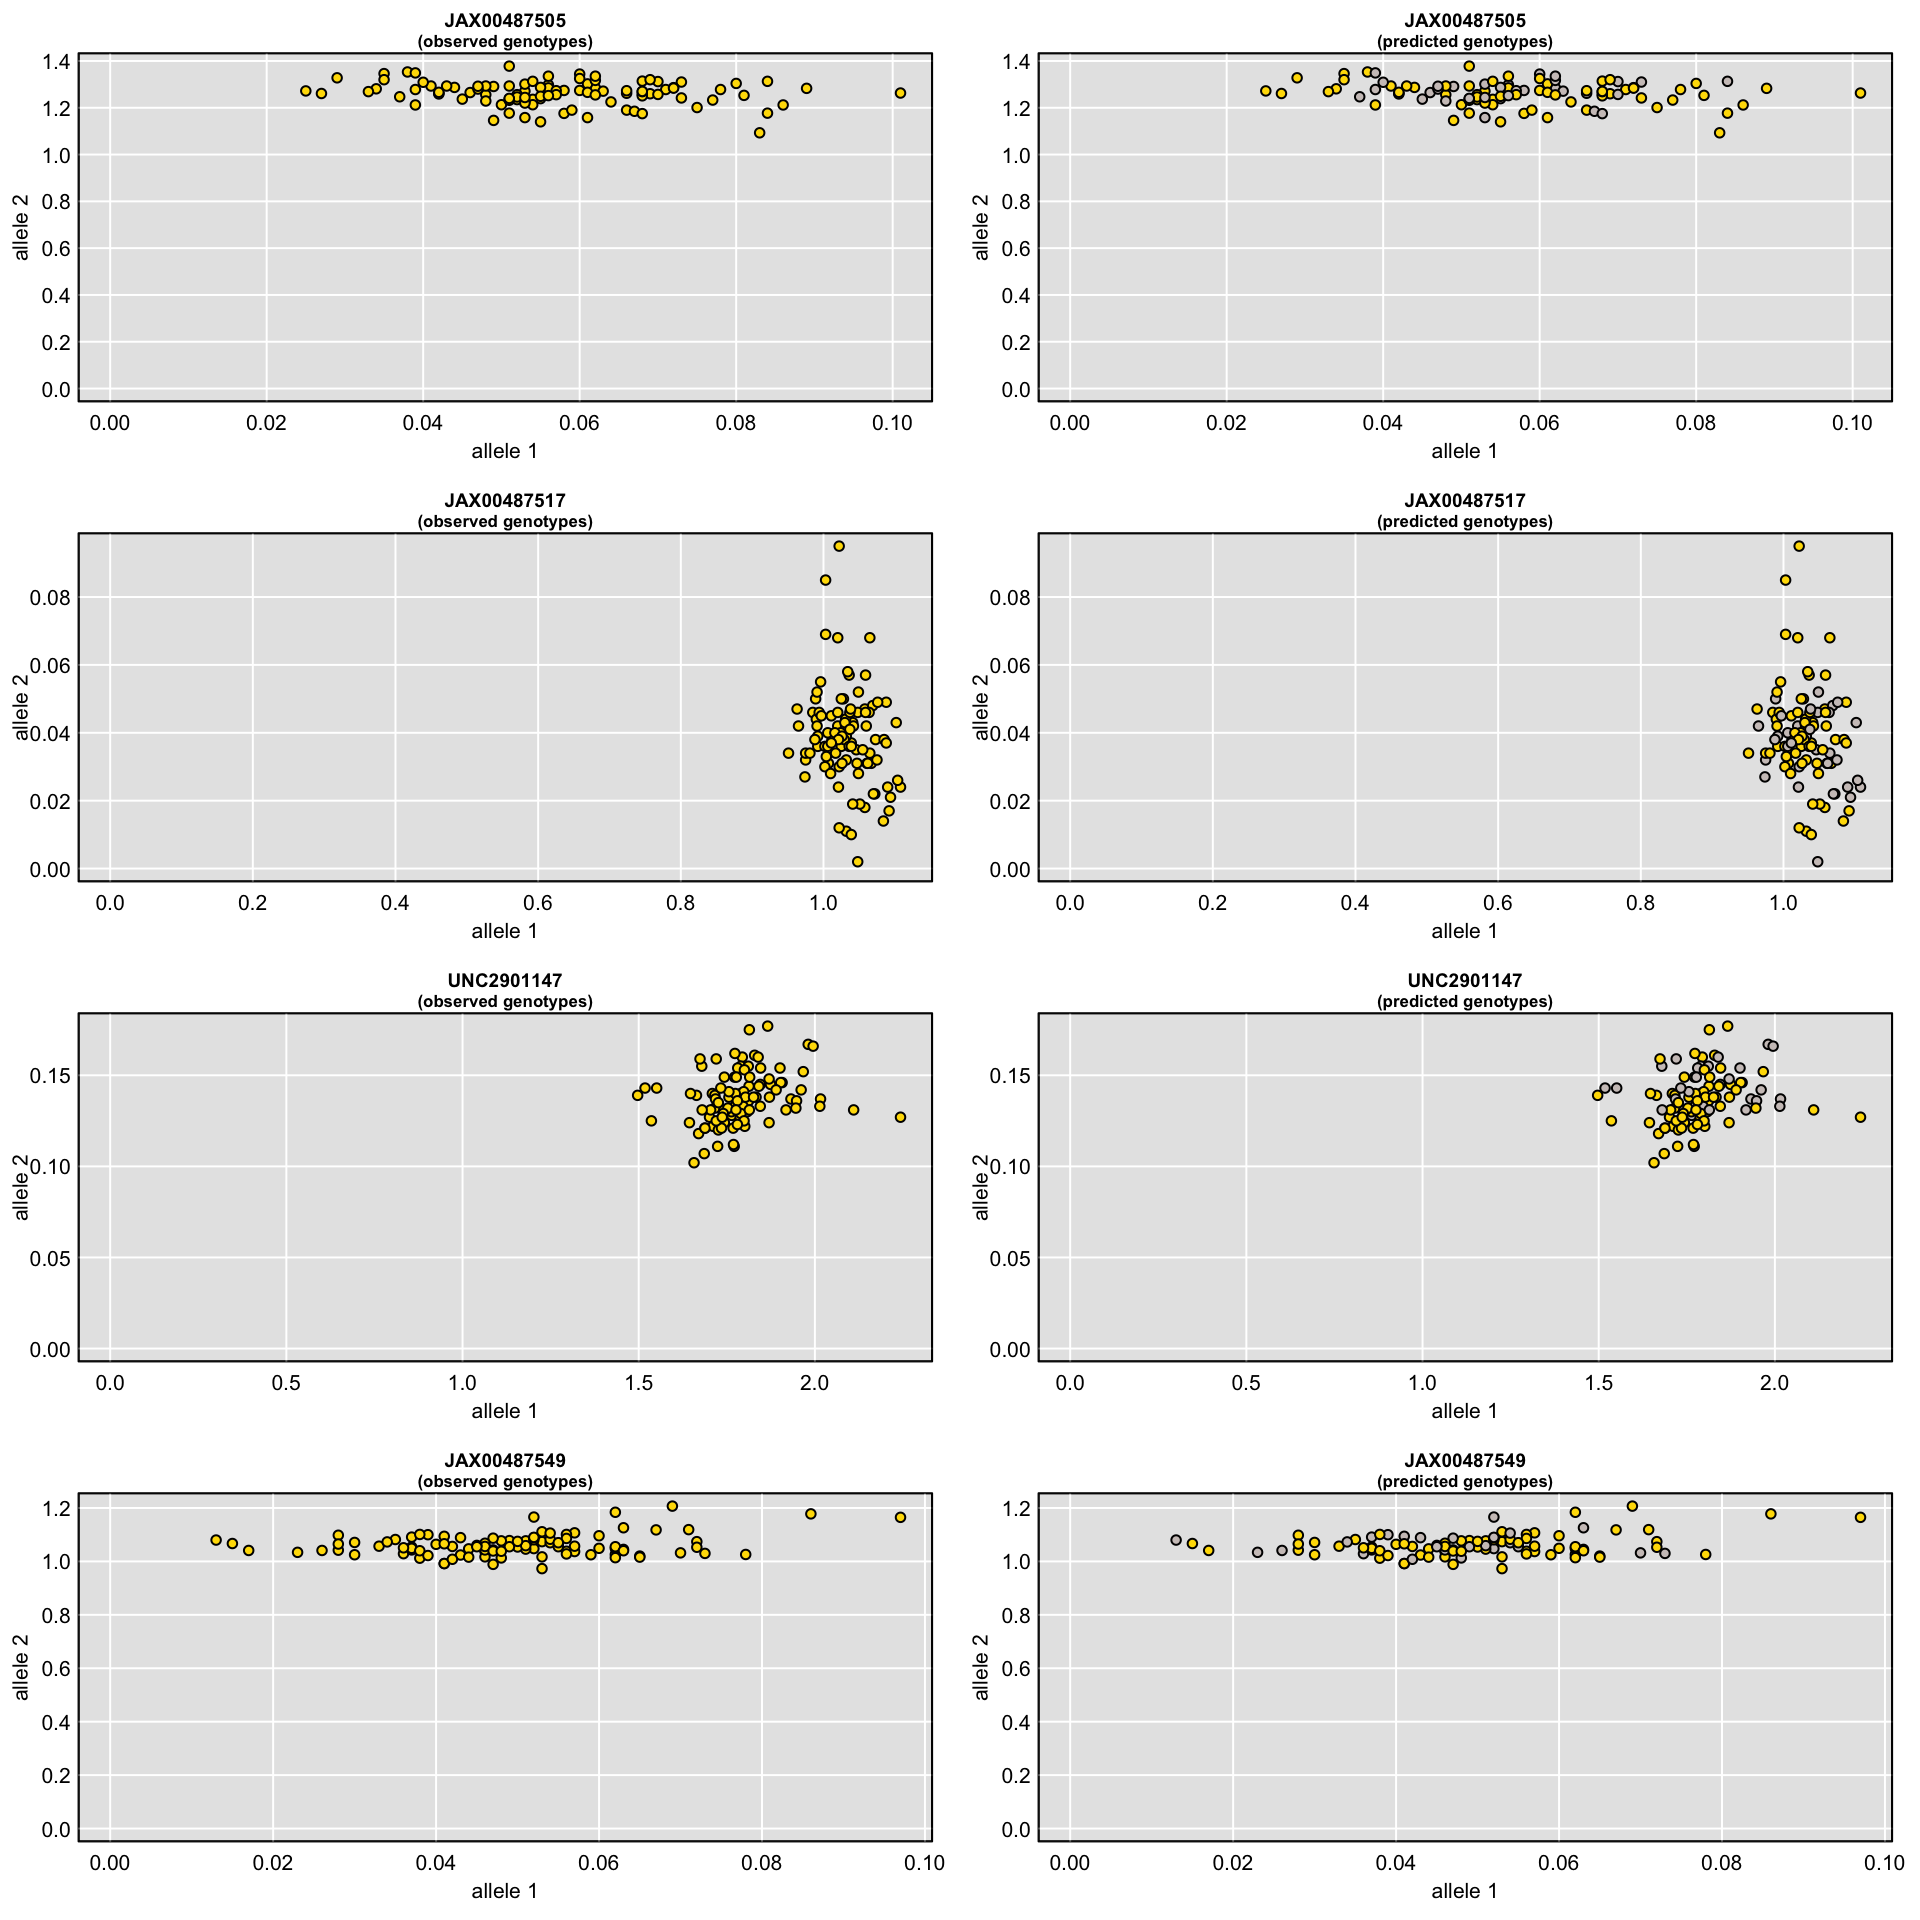 JAX00487505
(observed genotypes)
1.4
1.2
1.0
0.8
0.6
0.4
0.2
0.0
allele 2
0.00 0.02 0.04 0.06 0.08 0.10
allele 1
JAX00487505
(predicted genotypes)
1.4
1.2
1.0
0.8
0.6
0.4
0.2
0.0
allele 2
0.00 0.02 0.04 0.06 0.08 0.10
allele 1
JAX00487517
(observed genotypes)
0.08
0.06
0.04
0.02
0.00
allele 2
0.0 0.2 0.4 0.6 0.8 1.0
allele 1
JAX00487517
(predicted genotypes)
0.08
0.06
0.04
0.02
0.00
allele 2
0.0 0.2 0.4 0.6 0.8 1.0
allele 1
UNC2901147
(observed genotypes)
0.15
0.10
0.05
0.00
allele 2
0.0 0.5 1.0 1.5 2.0
allele 1
UNC2901147
(predicted genotypes)
0.15
0.10
0.05
0.00
allele 2
0.0 0.5 1.0 1.5 2.0
allele 1
JAX00487549
(observed genotypes)
1.2
1.0
0.8
0.6
0.4
0.2
0.0
allele 2
0.00 0.02 0.04 0.06 0.08 0.10
allele 1
JAX00487549
(predicted genotypes)
1.2
1.0
0.8
0.6
0.4
0.2
0.0
allele 2
0.00 0.02 0.04 0.06 0.08 0.10
allele 1